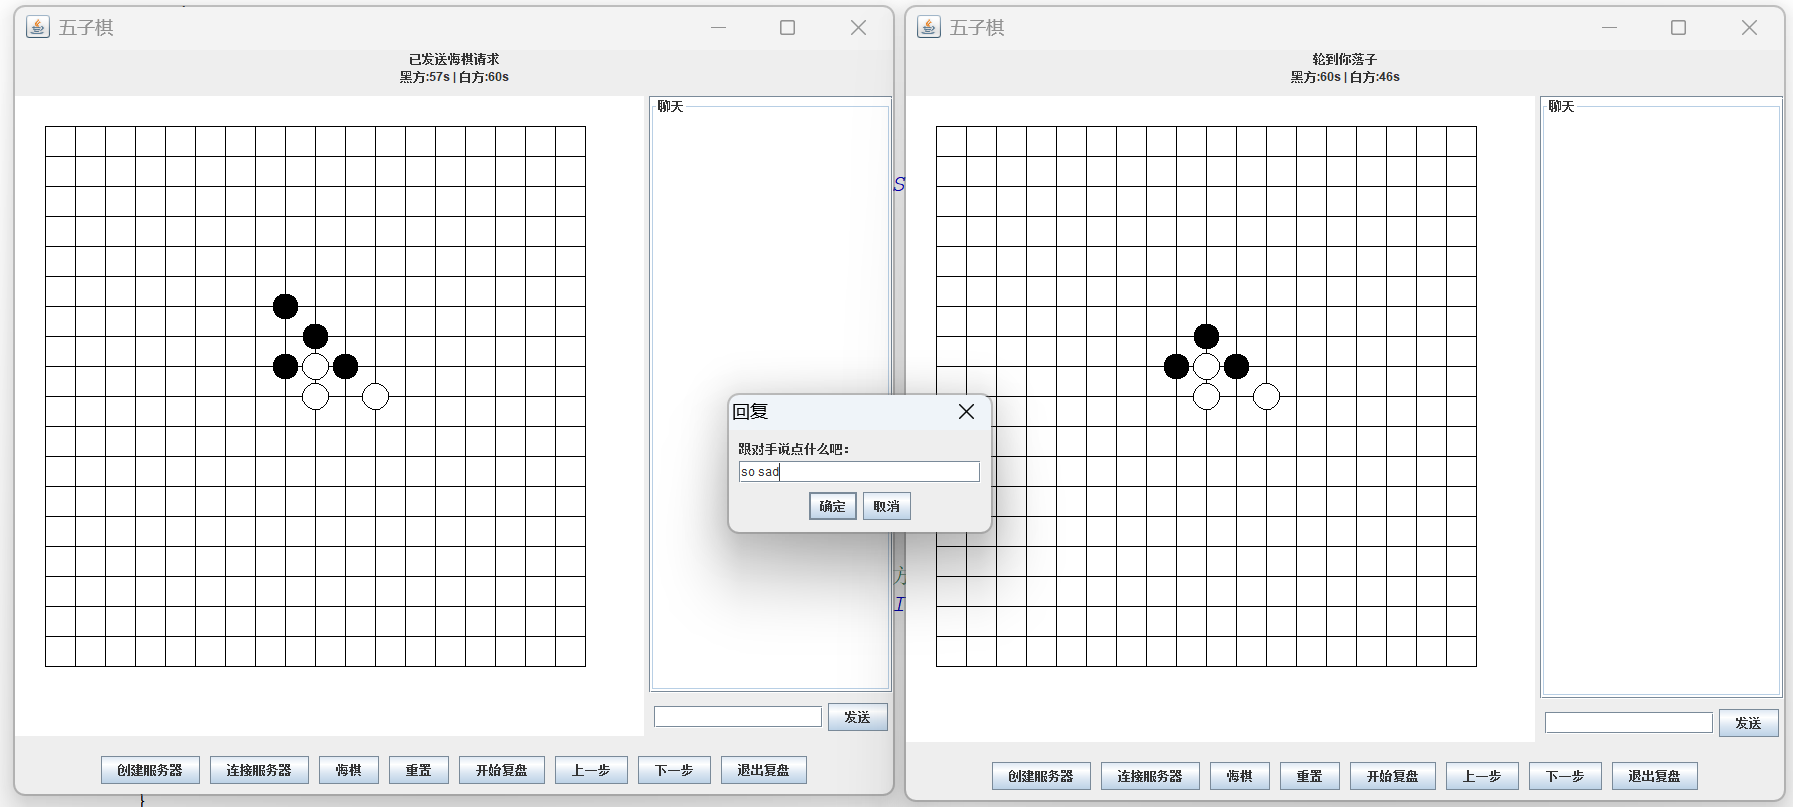 五子棋
已发送悔棋请求
黑方:57s | 白方:60s
聊天
发送
创建服务器 连接服务器 悔棋 重置 开始复盘 上一步 下一步 退出复盘
}
S
I
回复
跟对手说点什么吧：
so sad
确定 取消
五子棋
轮到你落子
黑方:60s | 白方:46s
聊天
发送
创建服务器 连接服务器 悔棋 重置 开始复盘 上一步 下一步 退出复盘